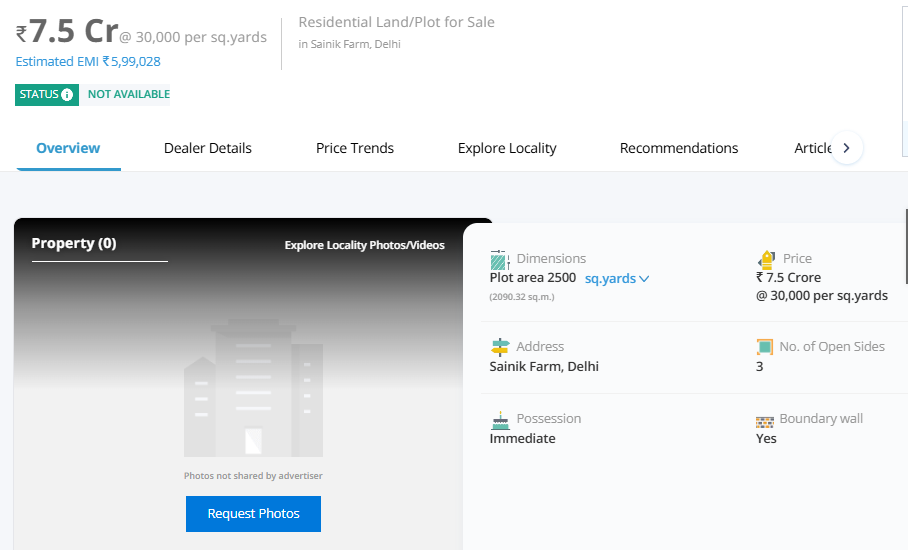 ₹7.5 Cr @ 30,000 per sq.yards
Estimated EMI ₹5,99,028
Residential Land/Plot for Sale
in Sainik Farm, Delhi
STATUS i NOT AVAILABLE
Overview Dealer Details Price Trends Explore Locality Recommendations Article
Property (0) Explore Locality Photos/Videos
Photos not shared by advertiser
Request Photos
Dimensions
Plot area 2500 sq.yards
(2090.32 sq.m.)
Price
₹ 7.5 Crore
@ 30,000 per sq.yards
Address
Sainik Farm, Delhi
No. of Open Sides
3
Possession
Immediate
Boundary wall
Yes